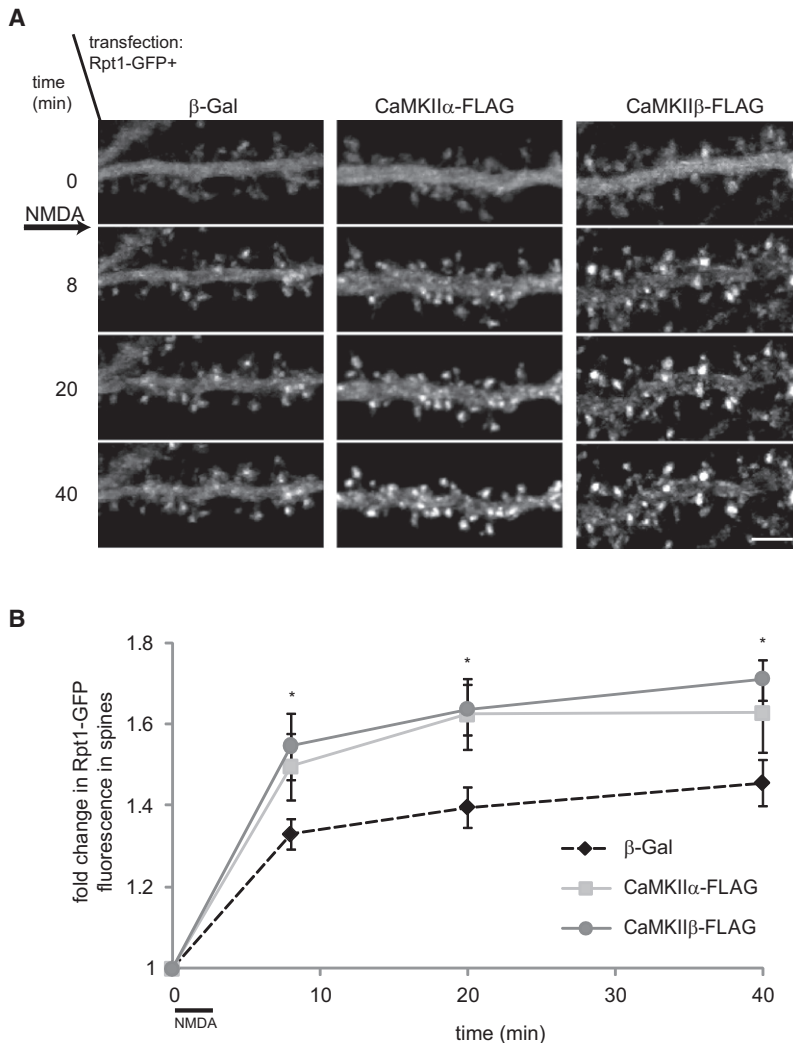 A
transfection:
Rpt1-GFP+
time
(min)
β-Gal
CaMKIIα-FLAG
CaMKIIβ-FLAG
0
NMDA
8
20
40
B
1.8
1.6
1.4
1.2
1
fold change in Rpt1-GFP
fluorescence in spines
*
*
*
β-Gal
CaMKIIα-FLAG
CaMKIIβ-FLAG
0
10
20
30
40
NMDA
time (min)